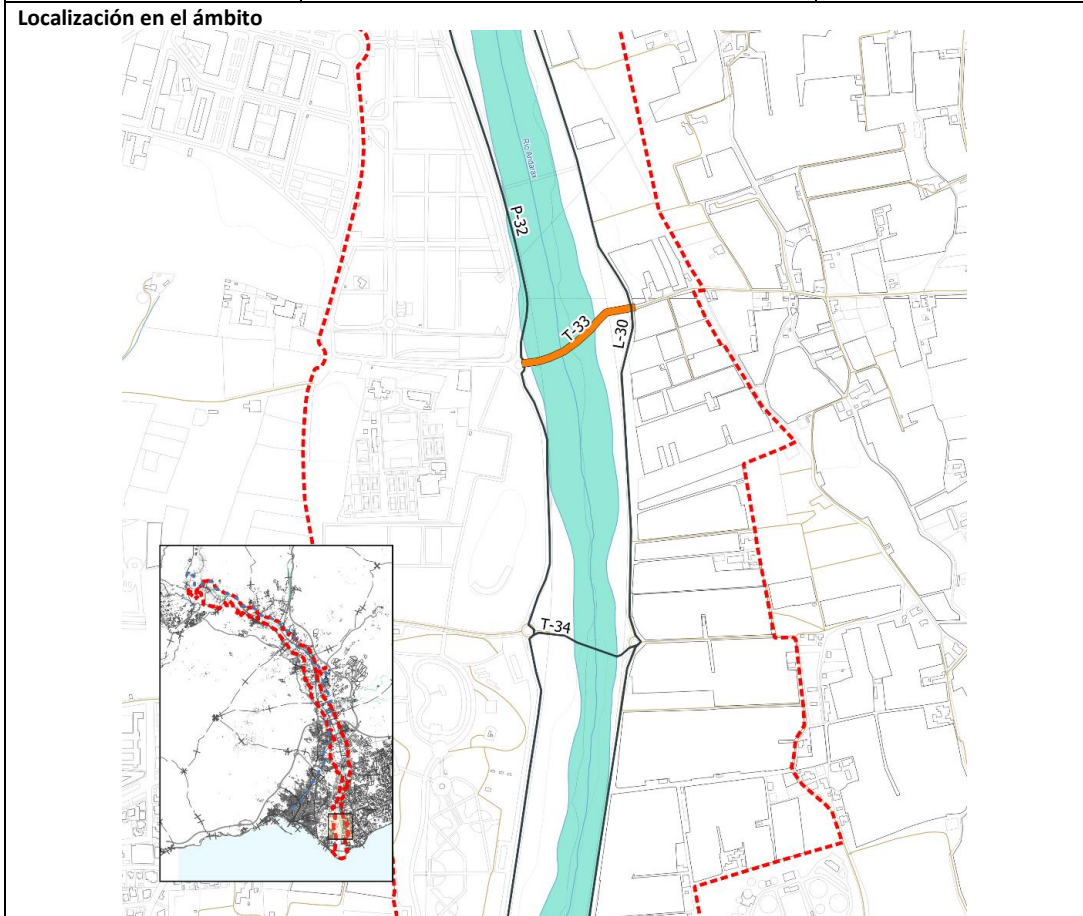 Localización en el ámbito
Río Andarax
P-32
T-33
L-30
T-34